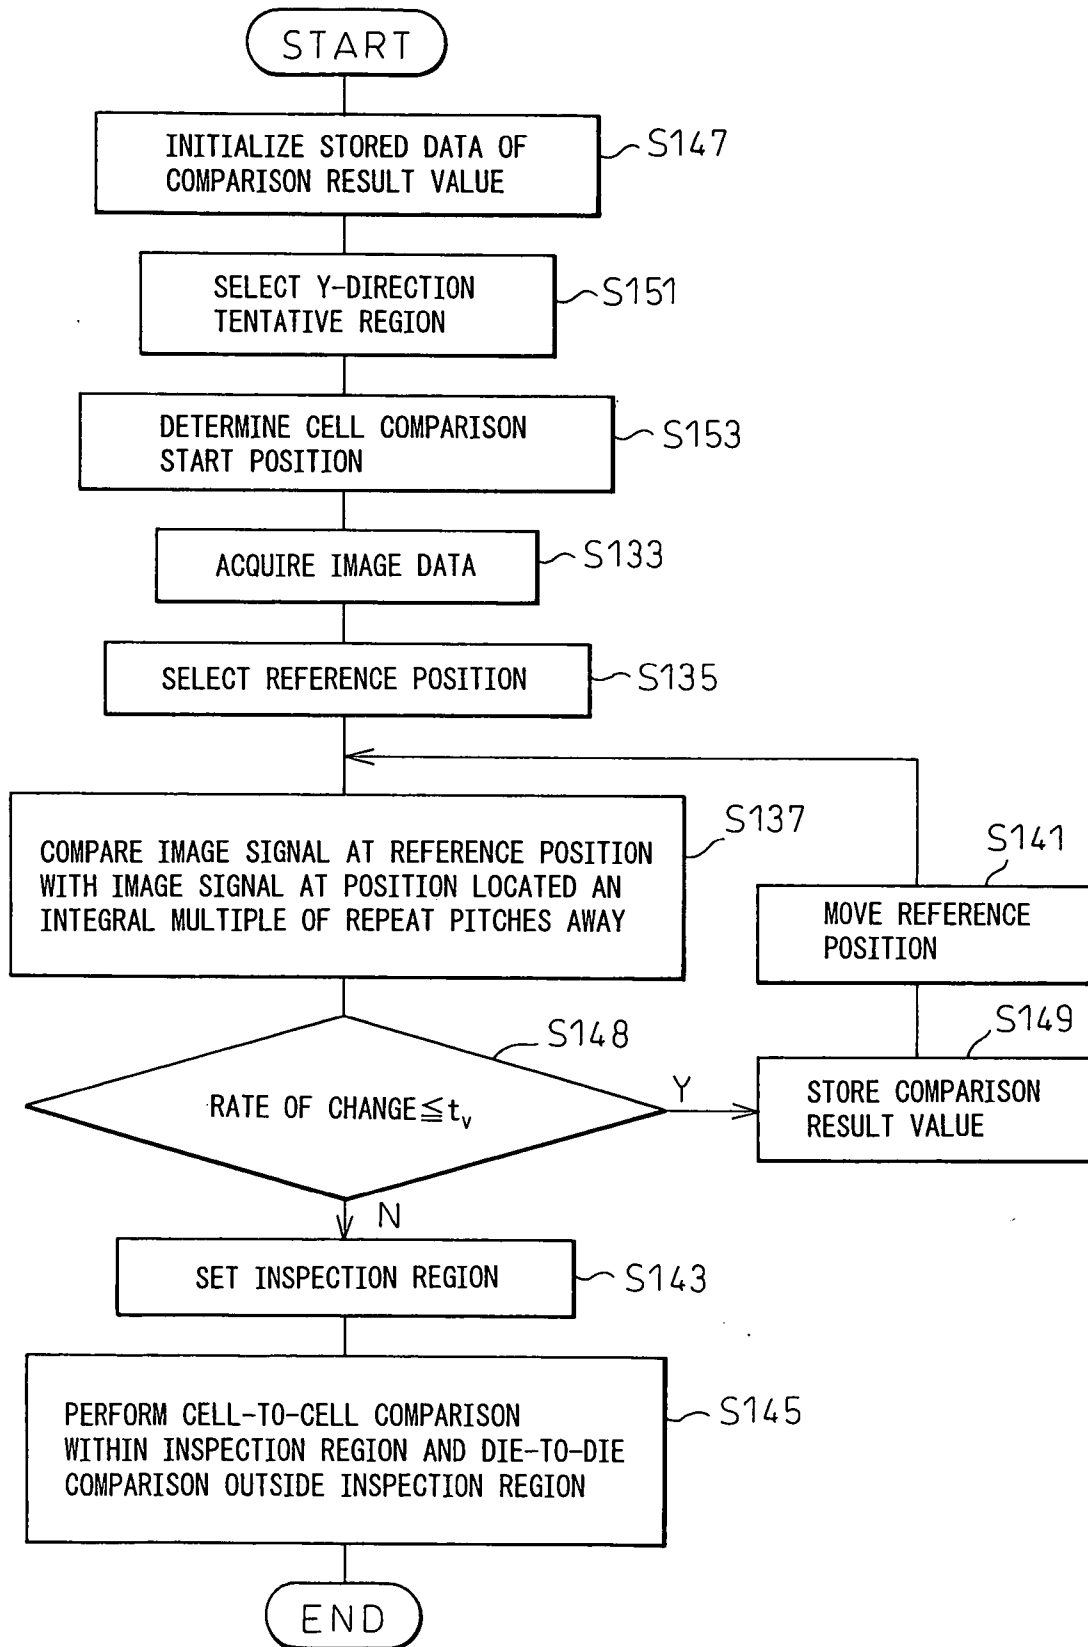 START
INITIALIZE STORED DATA OF
COMPARISON RESULT VALUE
S147
SELECT Y-DIRECTION
TENTATIVE REGION
S151
DETERMINE CELL COMPARISON
START POSITION
S153
ACQUIRE IMAGE DATA
S133
SELECT REFERENCE POSITION
S135
COMPARE IMAGE SIGNAL AT REFERENCE POSITION
WITH IMAGE SIGNAL AT POSITION LOCATED AN
INTEGRAL MULTIPLE OF REPEAT PITCHES AWAY
S137
S141
MOVE REFERENCE
POSITION
RATE OF CHANGE≦tv
S148
Y
S149
STORE COMPARISON
RESULT VALUE
N
SET INSPECTION REGION
S143
PERFORM CELL-TO-CELL COMPARISON
WITHIN INSPECTION REGION AND DIE-TO-DIE
COMPARISON OUTSIDE INSPECTION REGION
S145
END